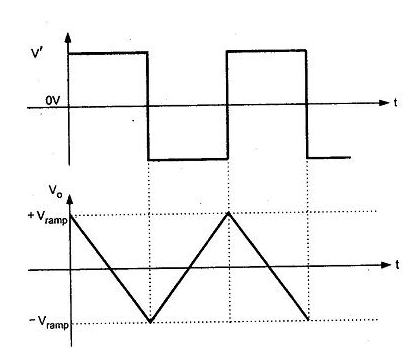 V'
0V
t
Vo
+ Vramp
t
− Vramp